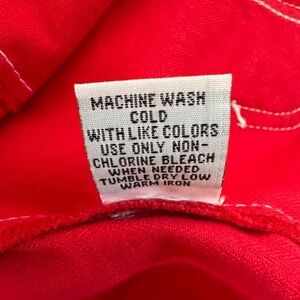 MACHINE WASH
COLD
WITH LIKE COLORS
USE ONLY NON-
CHLORINE BLEACH
WHEN NEEDED
TUMBLE DRY LOW
WARM IRON